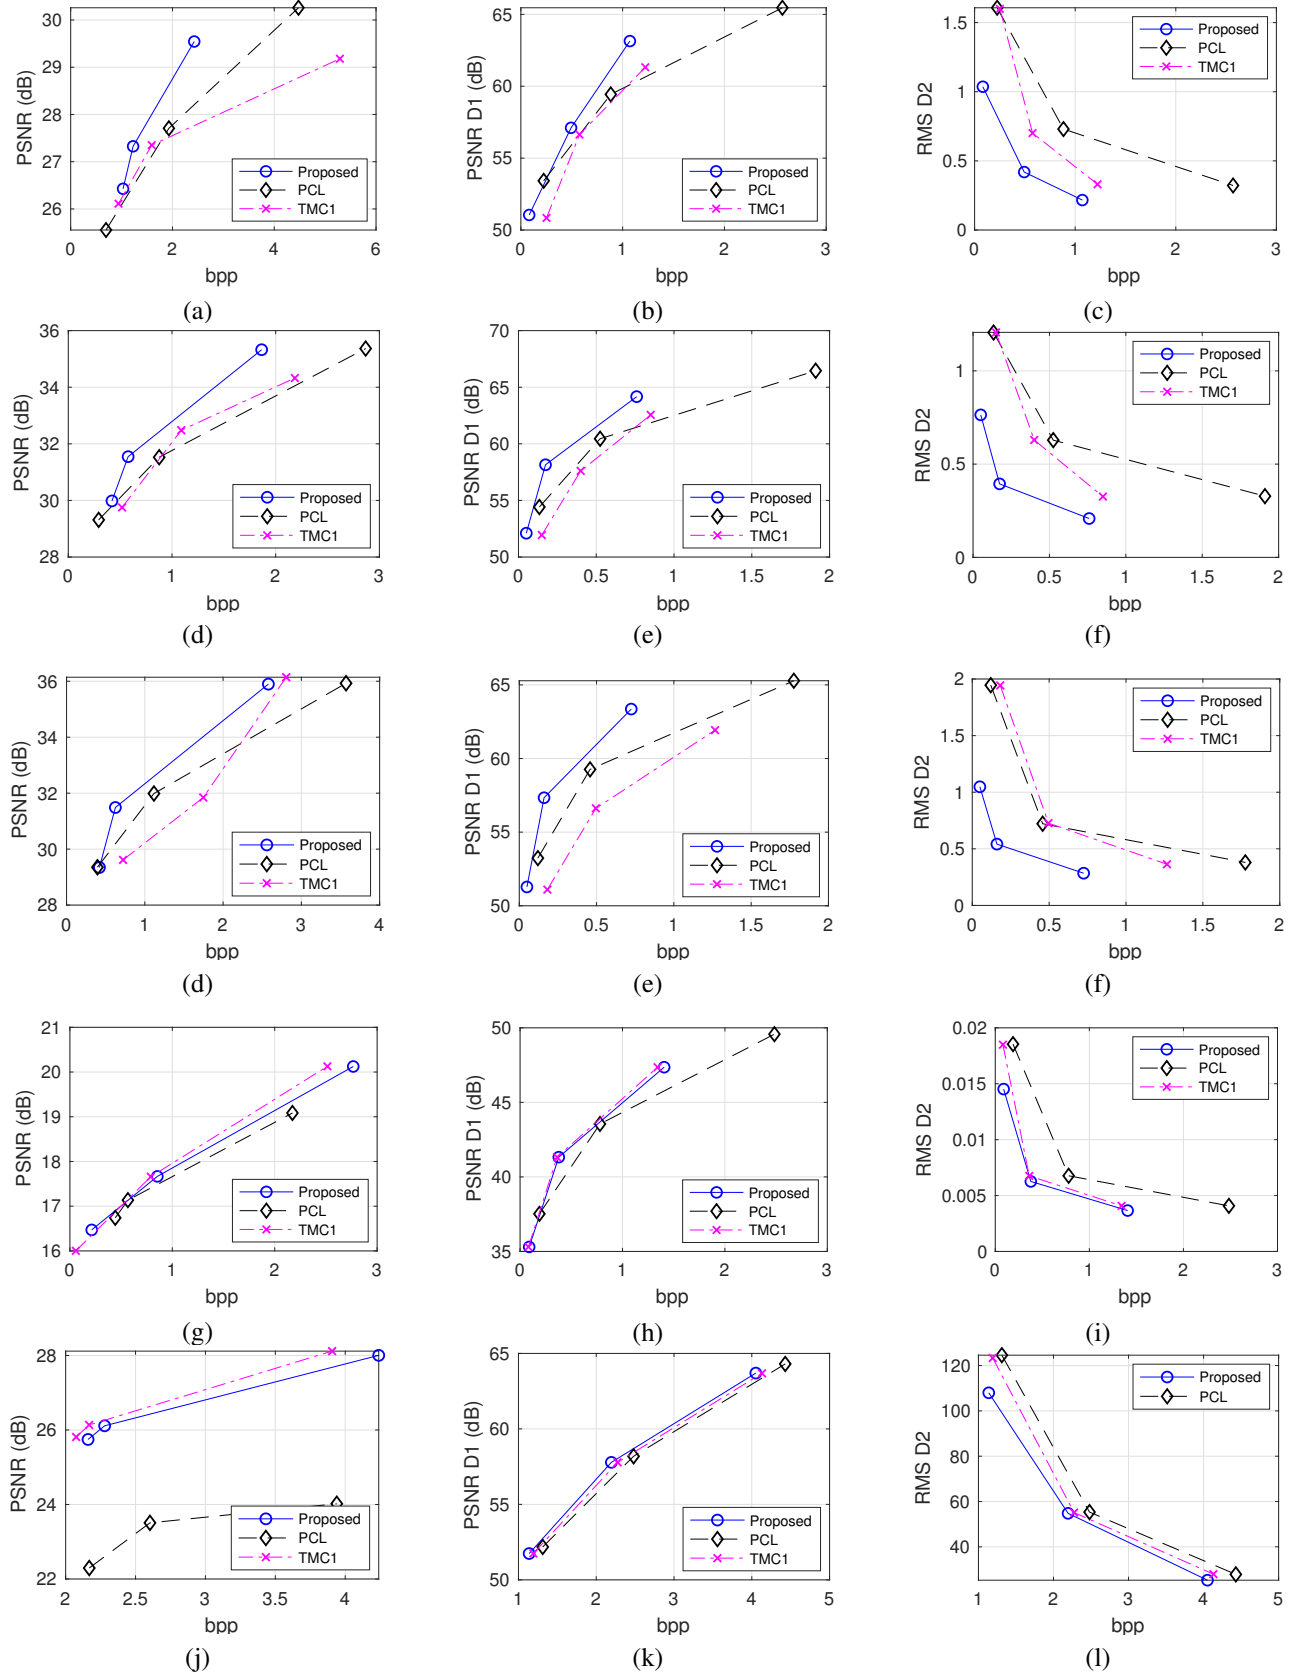 PSNR (dB)
30
29
28
27
26
0 2 4 6
bpp
Proposed
PCL
TMC1
(a)
PSNR D1 (dB)
65
60
55
50
0 1 2 3
bpp
Proposed
PCL
TMC1
(b)
RMS D2
1.5
1
0.5
0
0 1 2 3
bpp
Proposed
PCL
TMC1
(c)
PSNR (dB)
36
34
32
30
28
0 1 2 3
bpp
Proposed
PCL
TMC1
(d)
PSNR D1 (dB)
70
65
60
55
50
0 0.5 1 1.5 2
bpp
Proposed
PCL
TMC1
(e)
RMS D2
1
0.5
0
0 0.5 1 1.5 2
bpp
Proposed
PCL
TMC1
(f)
PSNR (dB)
36
34
32
30
28
0 1 2 3 4
bpp
Proposed
PCL
TMC1
(d)
PSNR D1 (dB)
65
60
55
50
0 0.5 1 1.5 2
bpp
Proposed
PCL
TMC1
(e)
RMS D2
2
1.5
1
0.5
0
0 0.5 1 1.5 2
bpp
Proposed
PCL
TMC1
(f)
PSNR (dB)
21
20
19
18
17
16
0 1 2 3
bpp
Proposed
PCL
TMC1
(g)
PSNR D1 (dB)
50
45
40
35
0 1 2 3
bpp
Proposed
PCL
TMC1
(h)
RMS D2
0.02
0.015
0.01
0.005
0
0 1 2 3
bpp
Proposed
PCL
TMC1
(i)
PSNR (dB)
28
26
24
22
2 2.5 3 3.5 4
bpp
Proposed
PCL
TMC1
(j)
PSNR D1 (dB)
65
60
55
50
1 2 3 4 5
bpp
Proposed
PCL
TMC1
(k)
RMS D2
120
100
80
60
40
1 2 3 4 5
bpp
Proposed
PCL
(l)